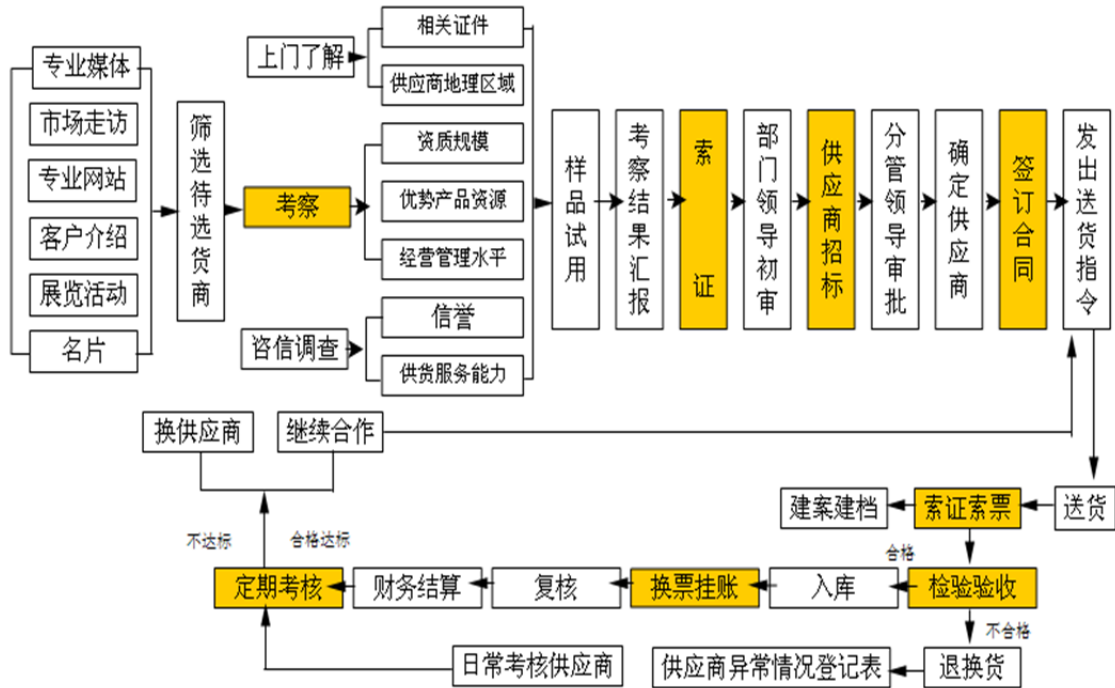 专业媒体
市场走访
专业网站
客户介绍
展览活动
名片
筛选待选货商
上门了解
考察
咨信调查
相关证件
供应商地理区域
资质规模
优势产品资源
经营管理水平
信誉
供货服务能力
样品试用
考察结果汇报
索证
部门领导初审
供应商招标
分管领导审批
确定供应商
签订合同
发出送货指令
换供应商
继续合作
建案建档
索证索票
送货
不达标
合格达标
合格
定期考核
财务结算
复核
换票挂账
入库
检验验收
不合格
日常考核供应商
供应商异常情况登记表
退换货